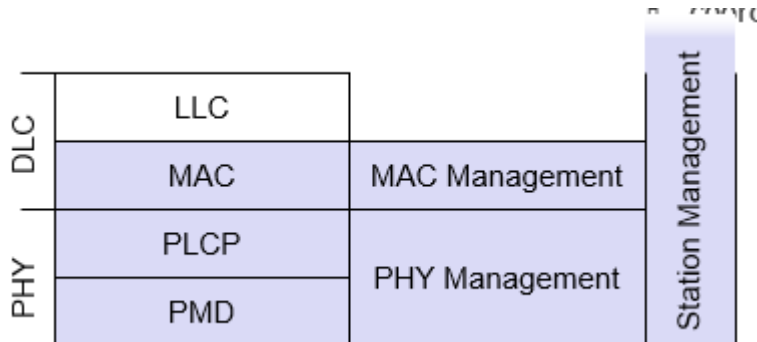 DLC
LLC
MAC
MAC Management
PHY
PLCP
PMD
PHY Management
Station Management